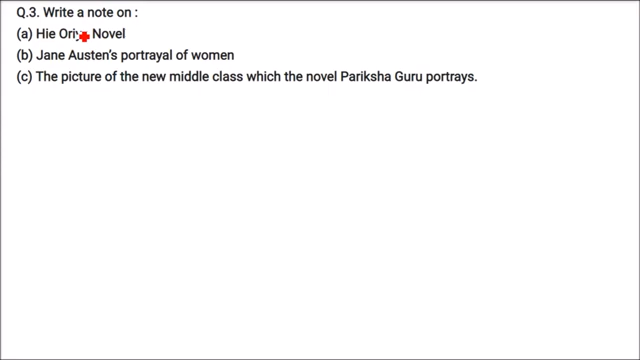 Q.3. Write a note on :
(a) Hie Oriya Novel
(b) Jane Austen's portrayal of women
(c) The picture of the new middle class which the novel Pariksha Guru portrays.